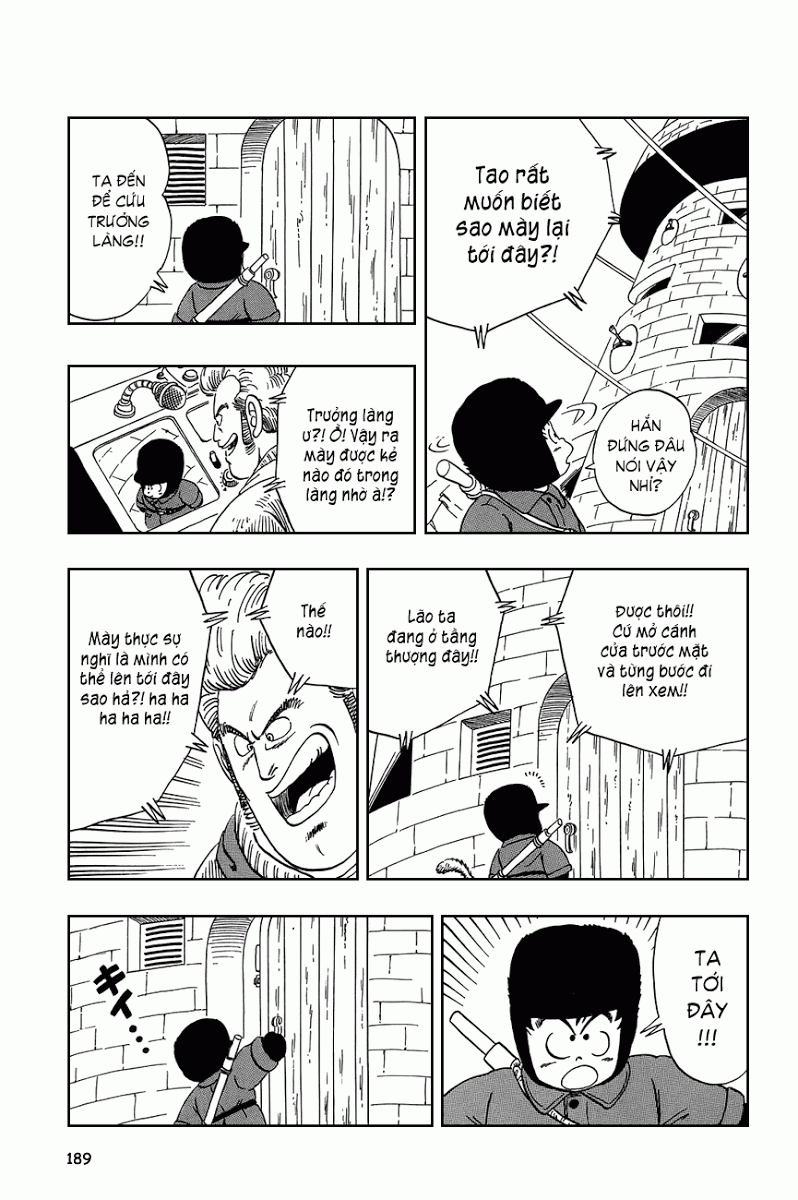 Tao rất
muốn biết
sao mày lại
tới đây?!
HẮN
ĐỨNG ĐÂU
NÓI VẬY
NHỈ?
TA ĐẾN
ĐỂ CỨU
TRƯỞNG
LÀNG!!
Trưởng làng
ư?! Ồ! Vậy ra
mày được kẻ
nào đó trong
làng nhờ à!?
Được thôi!!
Cứ mở cánh
cửa trước mặt
và từng bước đi
lên xem!!
Lão ta
đang ở tầng
thượng đây!!
Thế
nào!!
Mày thực sự
nghĩ là mình có
thể lên tới đây
sao hả?! ha ha
ha ha ha!!
TA
TỚI
ĐÂY
!!!
キィ...
189